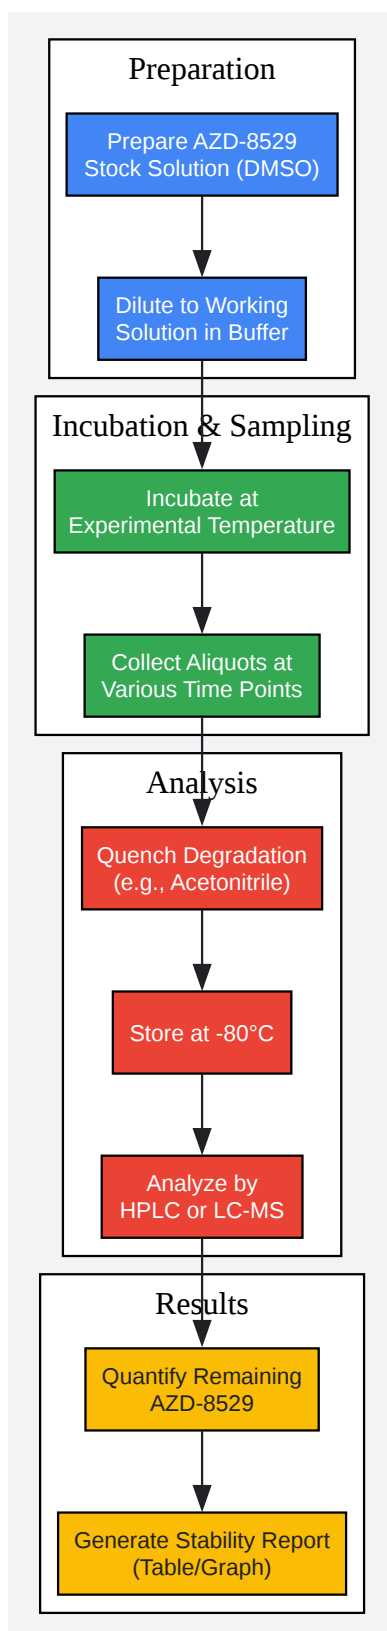 Preparation
Prepare AZD-8529
Stock Solution (DMSO)
Dilute to Working
Solution in Buffer
Incubation & Sampling
Incubate at
Experimental Temperature
Collect Aliquots at
Various Time Points
Analysis
Quench Degradation
(e.g., Acetonitrile)
Store at -80°C
Analyze by
HPLC or LC-MS
Results
Quantify Remaining
AZD-8529
Generate Stability Report
(Table/Graph)